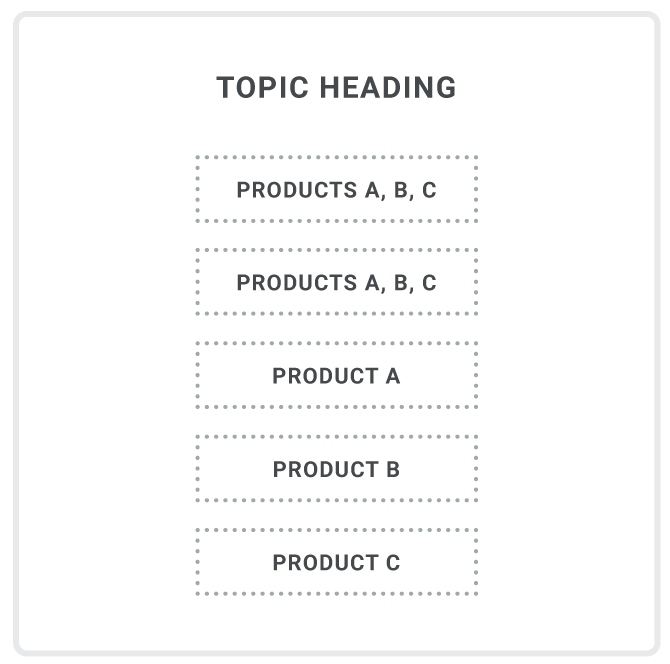 TOPIC HEADING
PRODUCTS A, B, C
PRODUCTS A, B, C
PRODUCT A
PRODUCT B
PRODUCT C